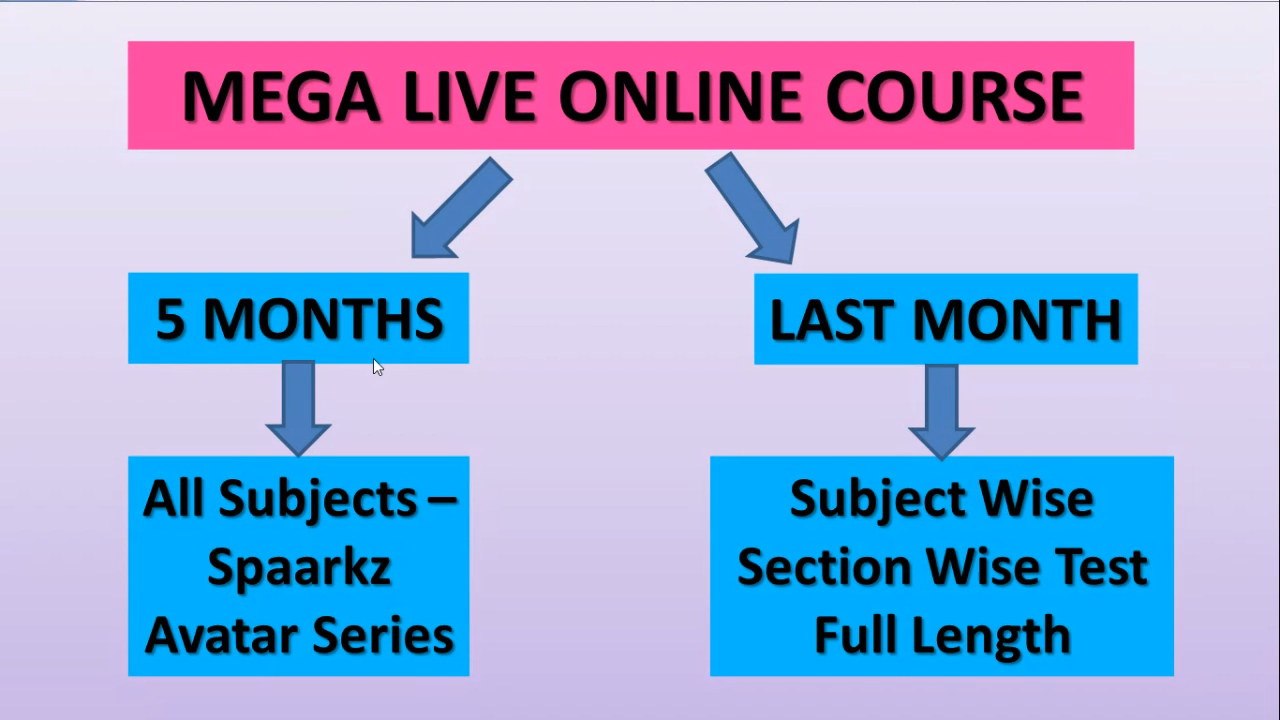 MEGA LIVE ONLINE COURSE
5 MONTHS
LAST MONTH
All Subjects –
Spaarkz
Avatar Series
Subject Wise
Section Wise Test
Full Length